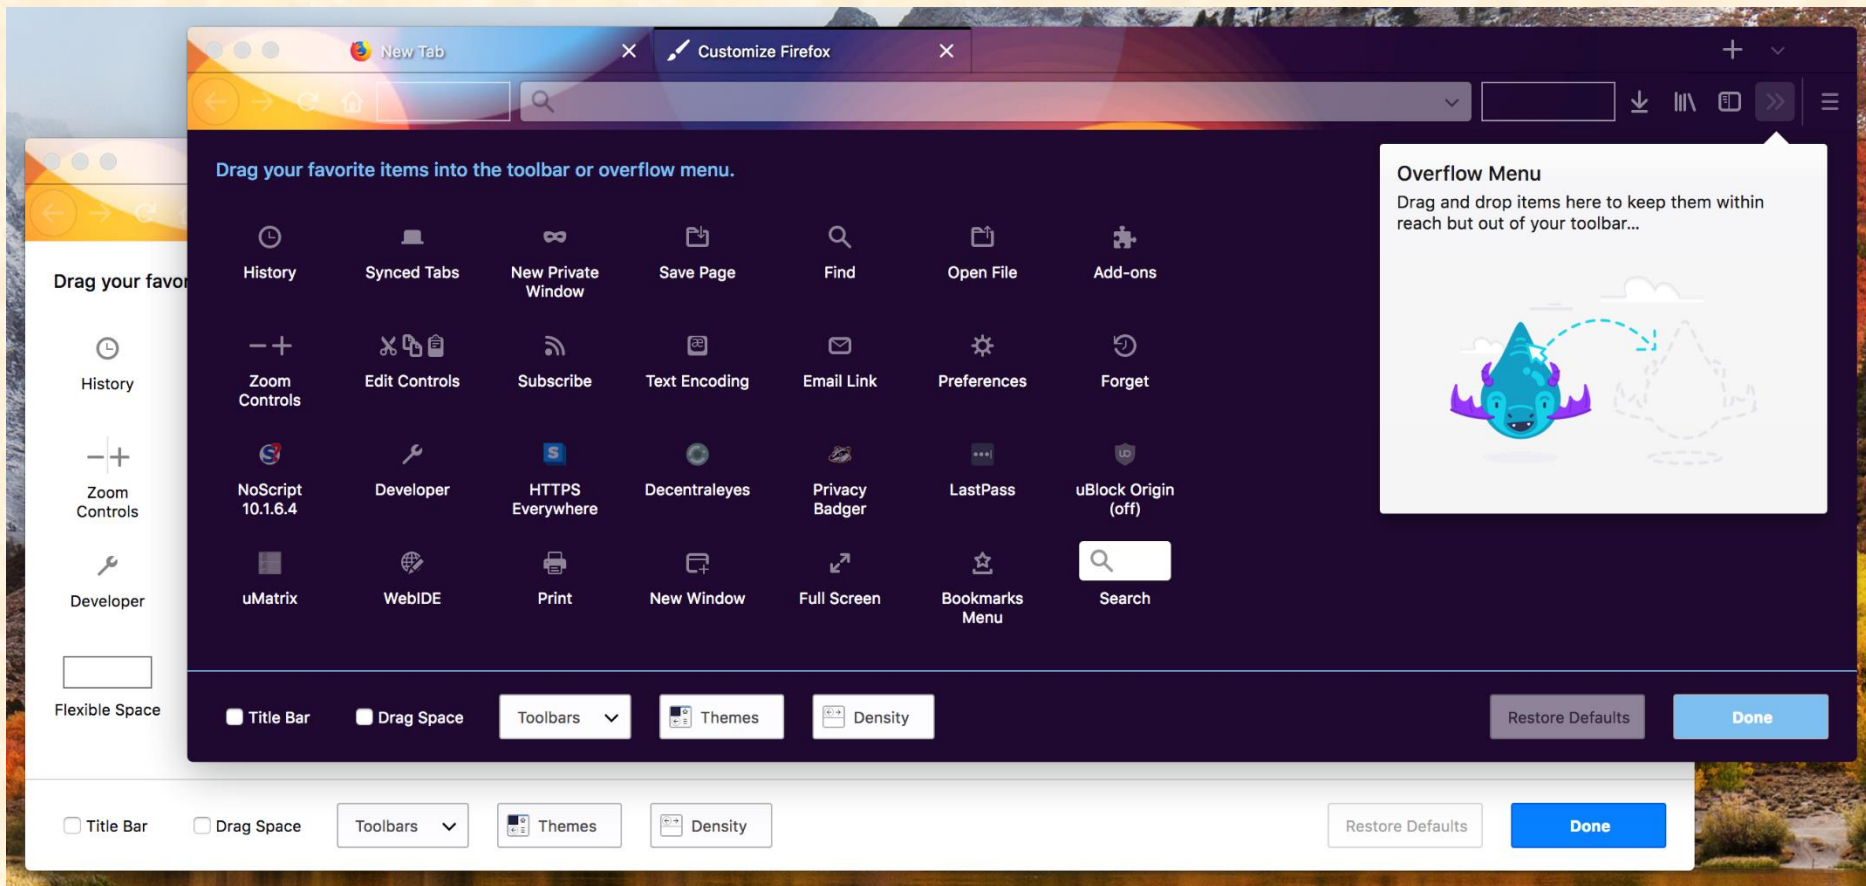 New Tab
Customize Firefox
Drag your favorite items into the toolbar or overflow menu.
Overflow Menu
Drag and drop items here to keep them within
reach but out of your toolbar...
History
Synced Tabs
New Private
Window
Save Page
Find
Open File
Add-ons
Zoom
Controls
Edit Controls
Subscribe
æ
Text Encoding
Email Link
Preferences
Forget
NoScript
10.1.6.4
Developer
S
HTTPS
Everywhere
Decentraleyes
Privacy
Badger
LastPass
uBlock Origin
(off)
uMatrix
WebIDE
Print
New Window
Full Screen
Bookmarks
Menu
Search
Title Bar
Drag Space
Toolbars
Themes
Density
Restore Defaults
Done
Drag your favor
History
Zoom
Controls
Developer
Flexible Space
Title Bar
Drag Space
Toolbars
Themes
Density
Restore Defaults
Done